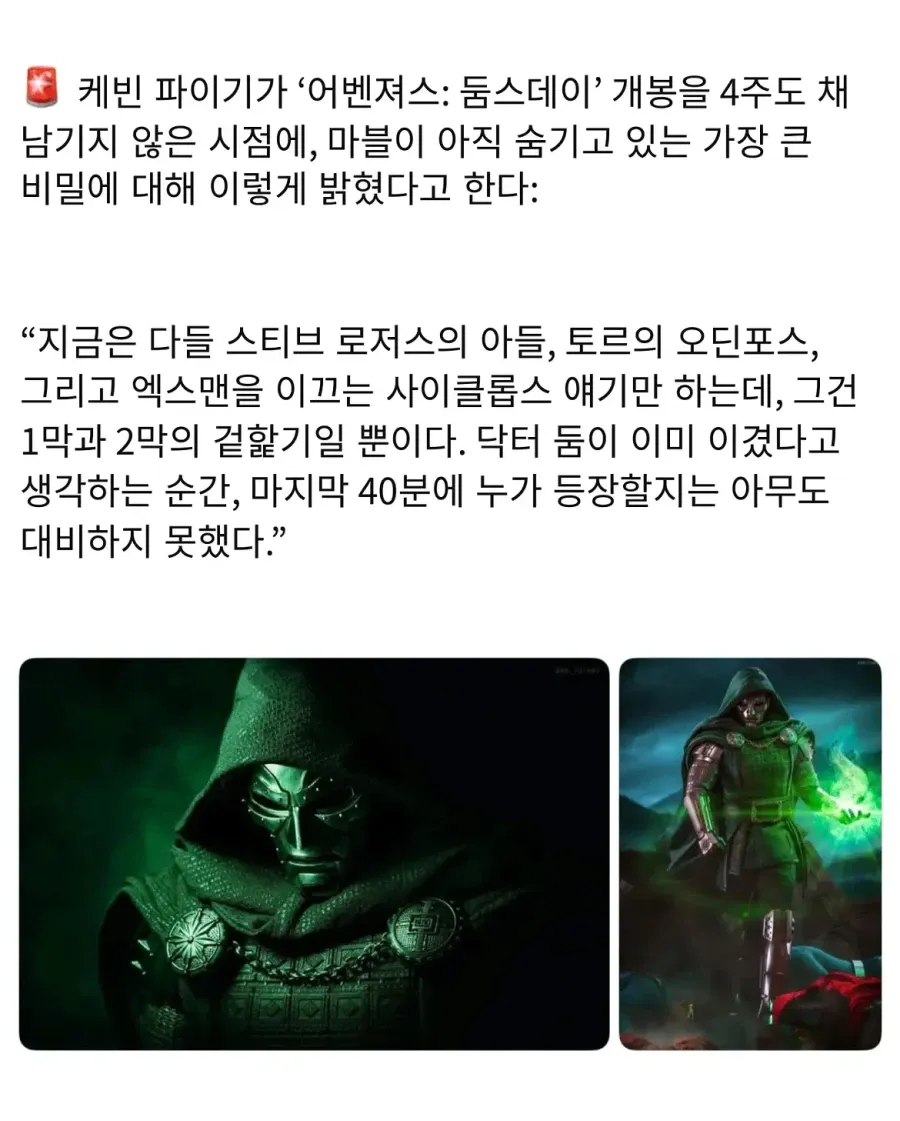 🚨 케빈 파이기가 ‘어벤져스: 둠스데이’ 개봉을 4주도 채
남기지 않은 시점에, 마블이 아직 숨기고 있는 가장 큰
비밀에 대해 이렇게 밝혔다고 한다:
“지금은 다들 스티브 로저스의 아들, 토르의 오딘포스,
그리고 엑스맨을 이끄는 사이클롭스 얘기만 하는데, 그건
1막과 2막의 겉핥기일 뿐이다. 닥터 둠이 이미 이겼다고
생각하는 순간, 마지막 40분에 누가 등장할지는 아무도
대비하지 못했다.”